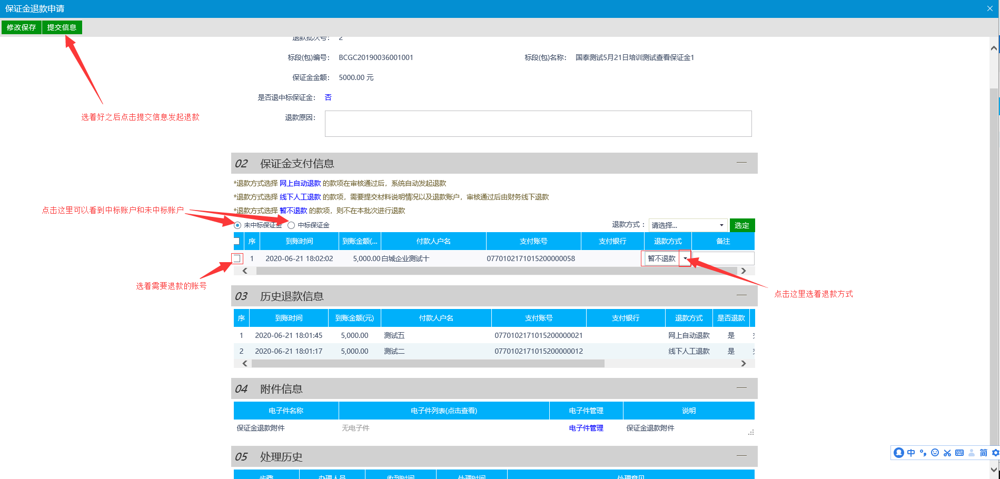 保证金退款申请
修改保存 提交信息
退款批次号： 2
标段(包)编号： BCGC20190036001001 标段(包)名称： 国泰测试5月21日培训测试查看保证金1
保证金金额： 5000.00 元
是否退中标保证金： 否
选着好之后点击提交信息发起退款
退款原因：
02 保证金支付信息
*退款方式选择 网上自动退款 的款项在审核通过后，系统自动发起退款
*退款方式选择 线下人工退款 的款项，需要提交材料说明情况以及退款账户，审核通过后由财务线下退款
点击这里可以看到中标账户和未中标账户
*退款方式选择 暂不退款 的款项，则不在本批次进行退款
未中标保证金 中标保证金 退款方式： 请选择... 选定
序 到账时间 到账金额(... 付款人户名 支付账号 支付银行 退款方式 备注
1 2020-06-21 18:02:02 5,000.00 白城企业测试十 0770102171015200000058 暂不退款
选着需要退款的账号
点击这里选着退款方式
03 历史退款信息
序 到账时间 到账金额(元) 付款人户名 支付账号 支付银行 退款方式 是否退款
1 2020-06-21 18:01:45 5,000.00 测试五 0770102171015200000021 网上自动退款 是
2 2020-06-21 18:01:17 5,000.00 测试二 0770102171015200000012 线下人工退款 是
04 附件信息
电子件名称 电子件列表(点击查看) 电子件管理 说明
保证金退款附件 无电子件 电子件管理 保证金退款附件
05 处理历史
中 简
步骤 办理人员 收到时间 处理时间 处理意见